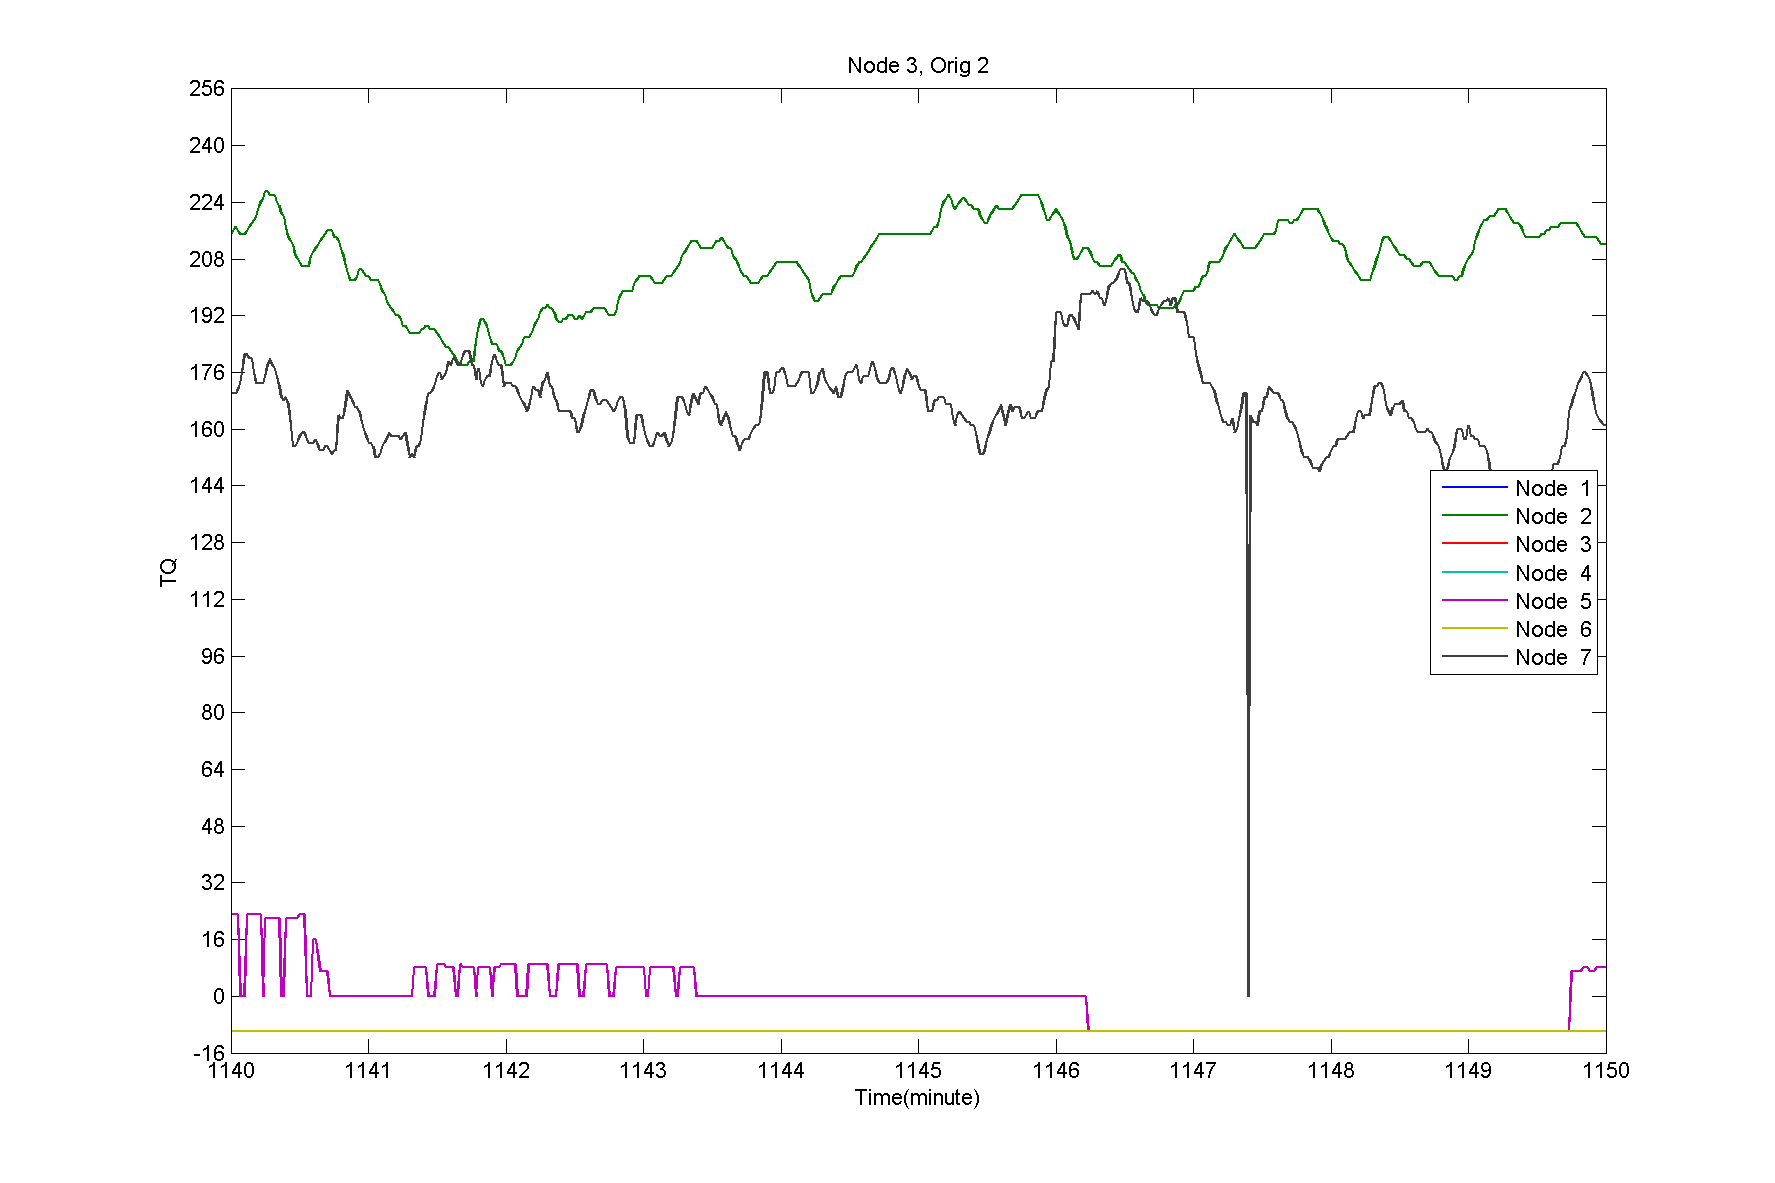 Node 3, Orig 2
256
240
224
208
192
176
160
144
128
112
96
80
64
48
32
16
0
-16
TQ
Node 1
Node 2
Node 3
Node 4
Node 5
Node 6
Node 7
1140 1141 1142 1143 1144 1145 1146 1147 1148 1149 1150
Time(minute)